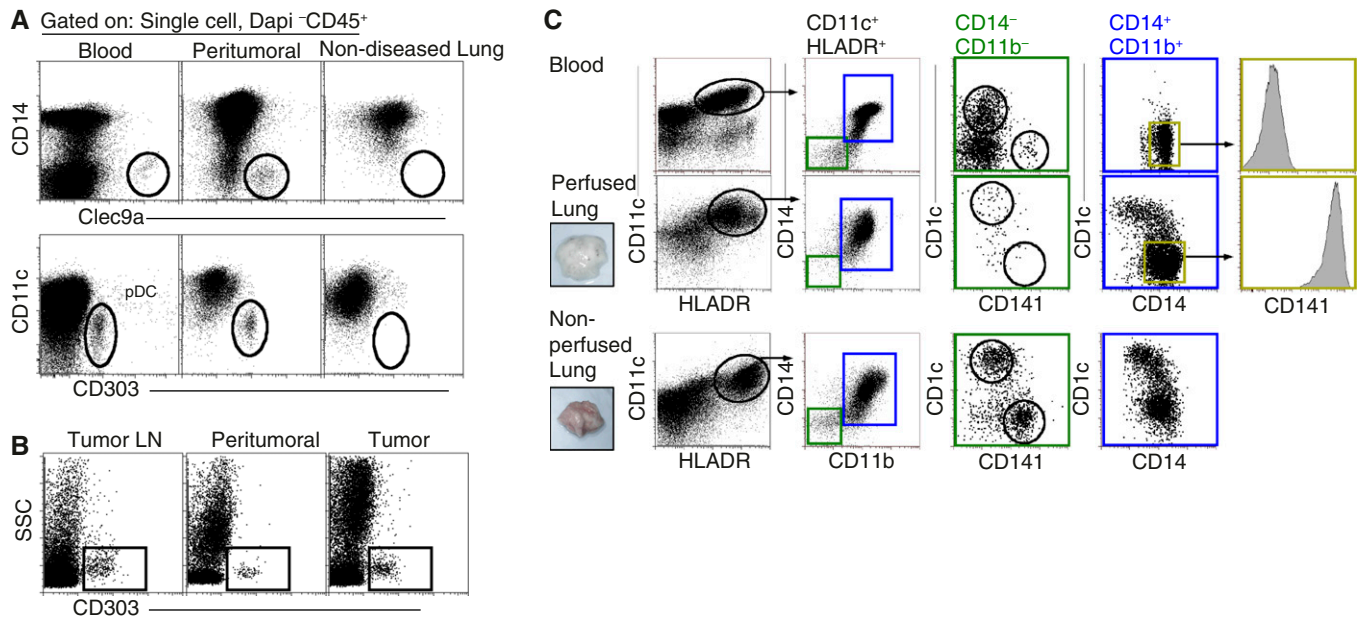 A Gated on: Single cell, Dapi ⁻CD45⁺
Blood Peritumoral Non-diseased Lung
CD14
Clec9a
CD11c
pDC
CD303
B
Tumor LN Peritumoral Tumor
SSC
CD303
C
CD11c⁺
HLADR⁺
CD14⁻
CD11b⁻
CD14⁺
CD11b⁺
Blood
Perfused
Lung
CD11c
CD14
CD1c
CD1c
HLADR
CD141
CD14
CD141
Non-
perfused
Lung
CD11c
CD14
CD1c
CD1c
HLADR
CD11b
CD141
CD14